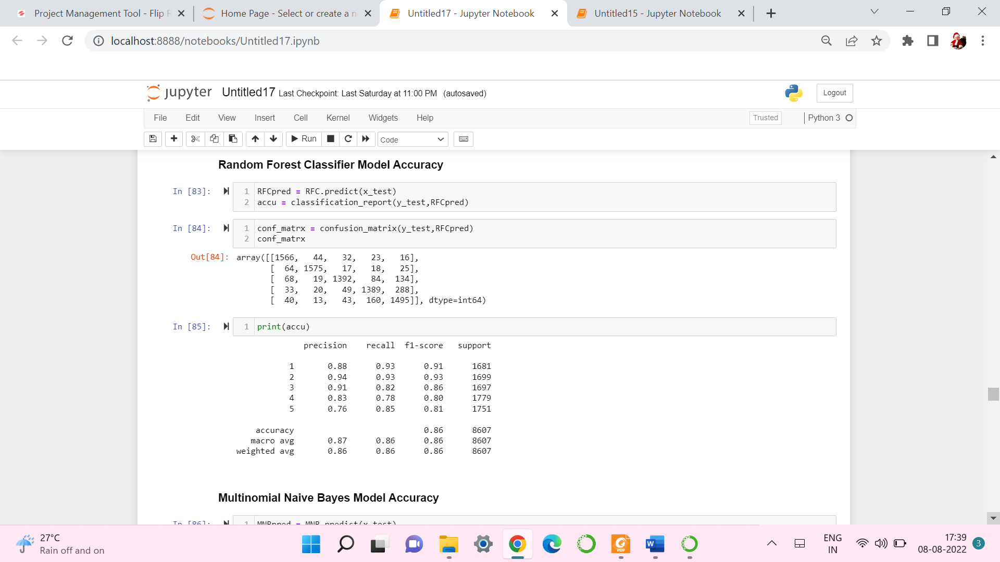 Project Management Tool - Flip R
Home Page - Select or create a n
Untitled17 - Jupyter Notebook
Untitled15 - Jupyter Notebook
localhost:8888/notebooks/Untitled17.ipynb
jupyter Untitled17 Last Checkpoint: Last Saturday at 11:00 PM (autosaved)
Logout
File Edit View Insert Cell Kernel Widgets Help
Trusted
Python 3
Run
Code
Random Forest Classifier Model Accuracy
In [83]:
1 RFCpred = RFC.predict(x_test)
2 accu = classification_report(y_test,RFCpred)
In [84]:
1 conf_matrx = confusion_matrix(y_test,RFCpred)
2 conf_matrx
Out[84]: array([[1566, 44, 32, 23, 16],
[ 64, 1575, 17, 18, 25],
[ 68, 19, 1392, 84, 134],
[ 33, 20, 49, 1389, 288],
[ 40, 13, 43, 160, 1495]], dtype=int64)
In [85]:
1 print(accu)
precision recall f1-score support
1 0.88 0.93 0.91 1681
2 0.94 0.93 0.93 1699
3 0.91 0.82 0.86 1697
4 0.83 0.78 0.80 1779
5 0.76 0.85 0.81 1751
accuracy 0.86 8607
macro avg 0.87 0.86 0.86 8607
weighted avg 0.86 0.86 0.86 8607
Multinomial Naive Bayes Model Accuracy
In [86]:
1 MNBpred = MNB.predict(x_test)
27°C
Rain off and on
ENG
IN
17:39
08-08-2022
3